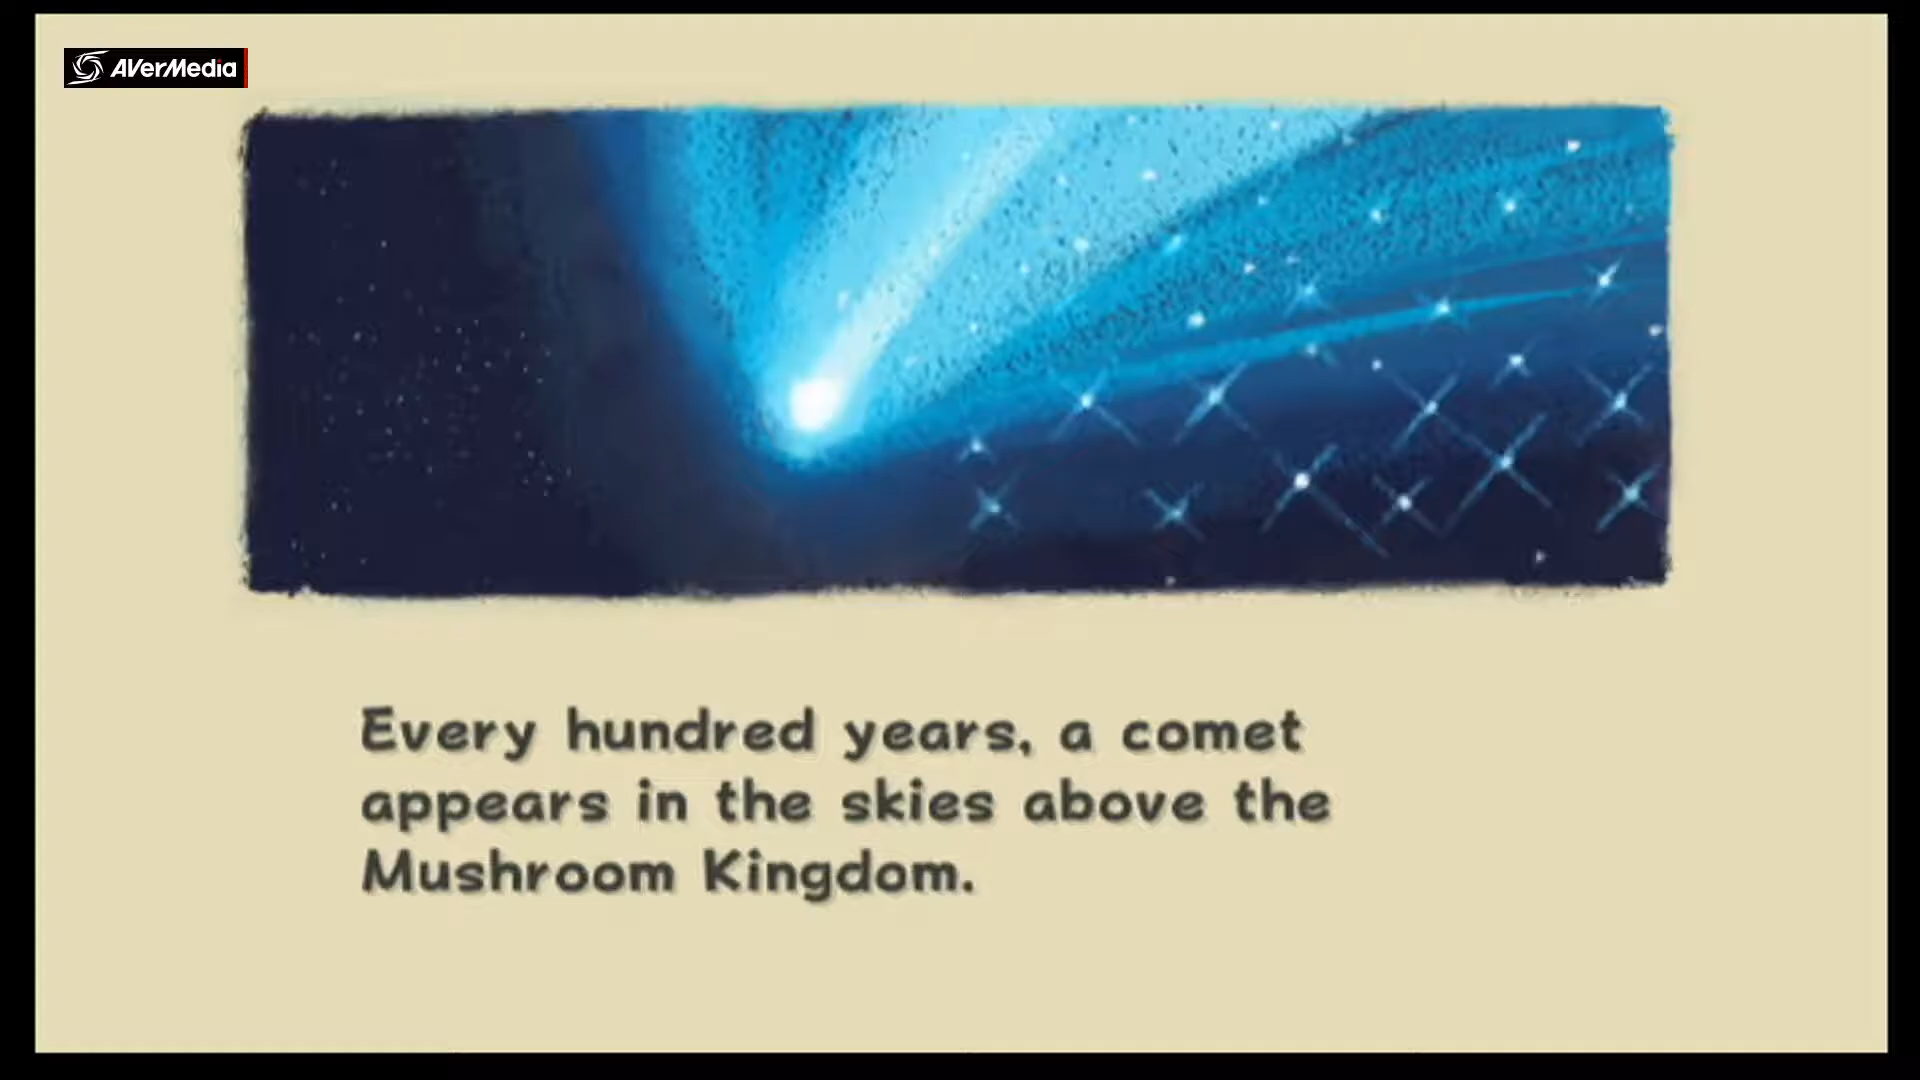 AVerMedia
Every hundred years, a comet
appears in the skies above the
Mushroom Kingdom.